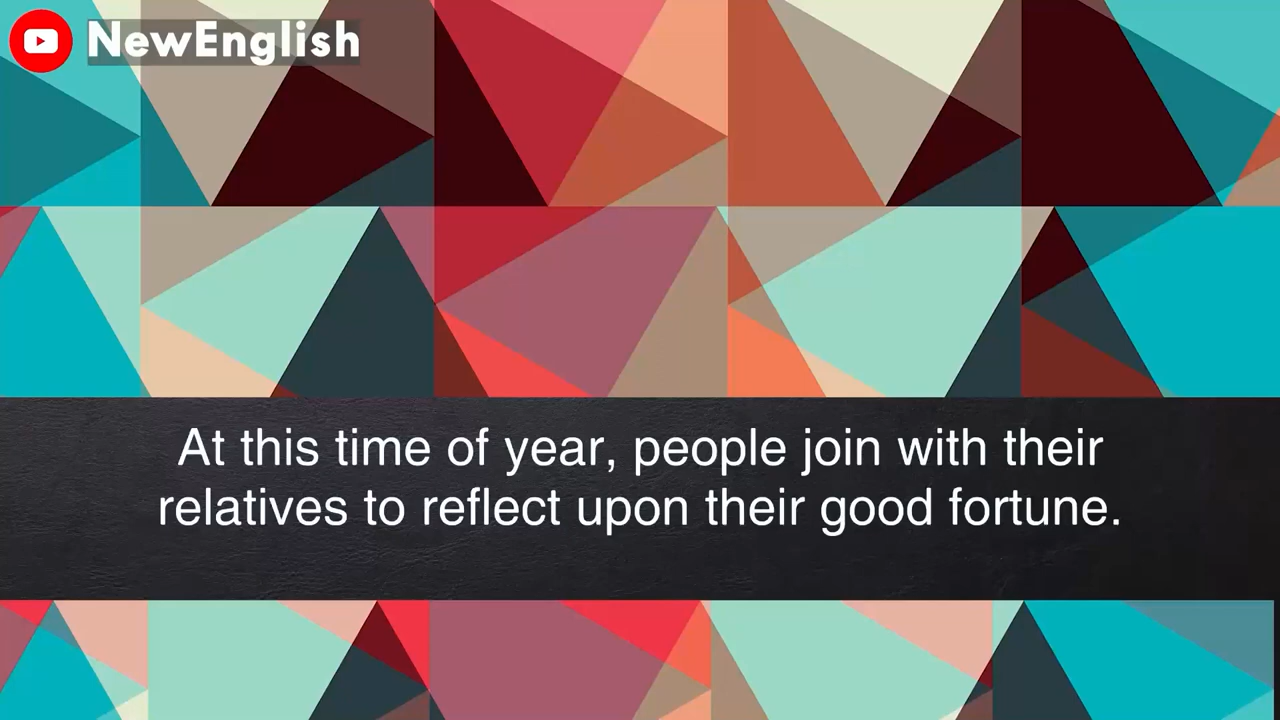 NewEnglish
At this time of year, people join with their
relatives to reflect upon their good fortune.